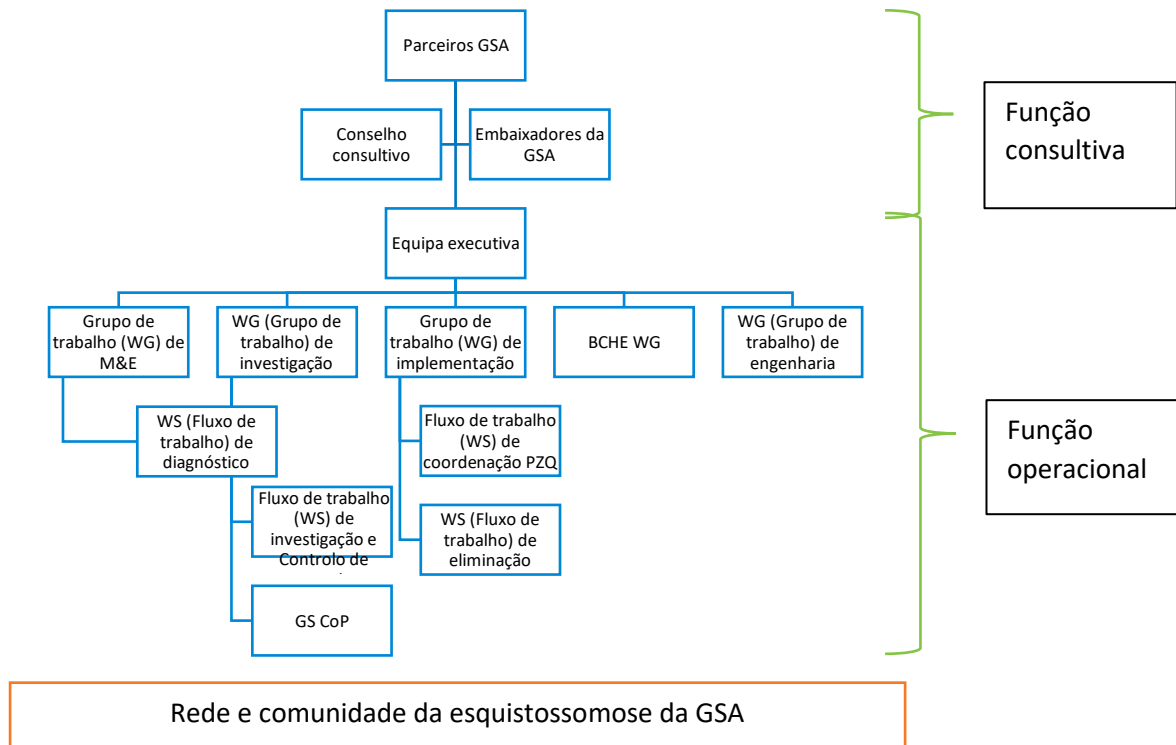 Parceiros GSA
Conselho
consultivo
Embaixadores da
GSA
Função
consultiva
Equipa executiva
Grupo de
trabalho (WG) de
M&E
WG (Grupo de
trabalho) de
investigação
Grupo de
trabalho (WG) de
implementação
BCHE WG
WG (Grupo de
trabalho) de
engenharia
WS (Fluxo de
trabalho) de
diagnóstico
Fluxo de trabalho
(WS) de
coordenação PZQ
Função
operacional
Fluxo de trabalho
(WS) de
investigação e
Controlo de
WS (Fluxo de
trabalho) de
eliminação
GS CoP
Rede e comunidade da esquistossomose da GSA